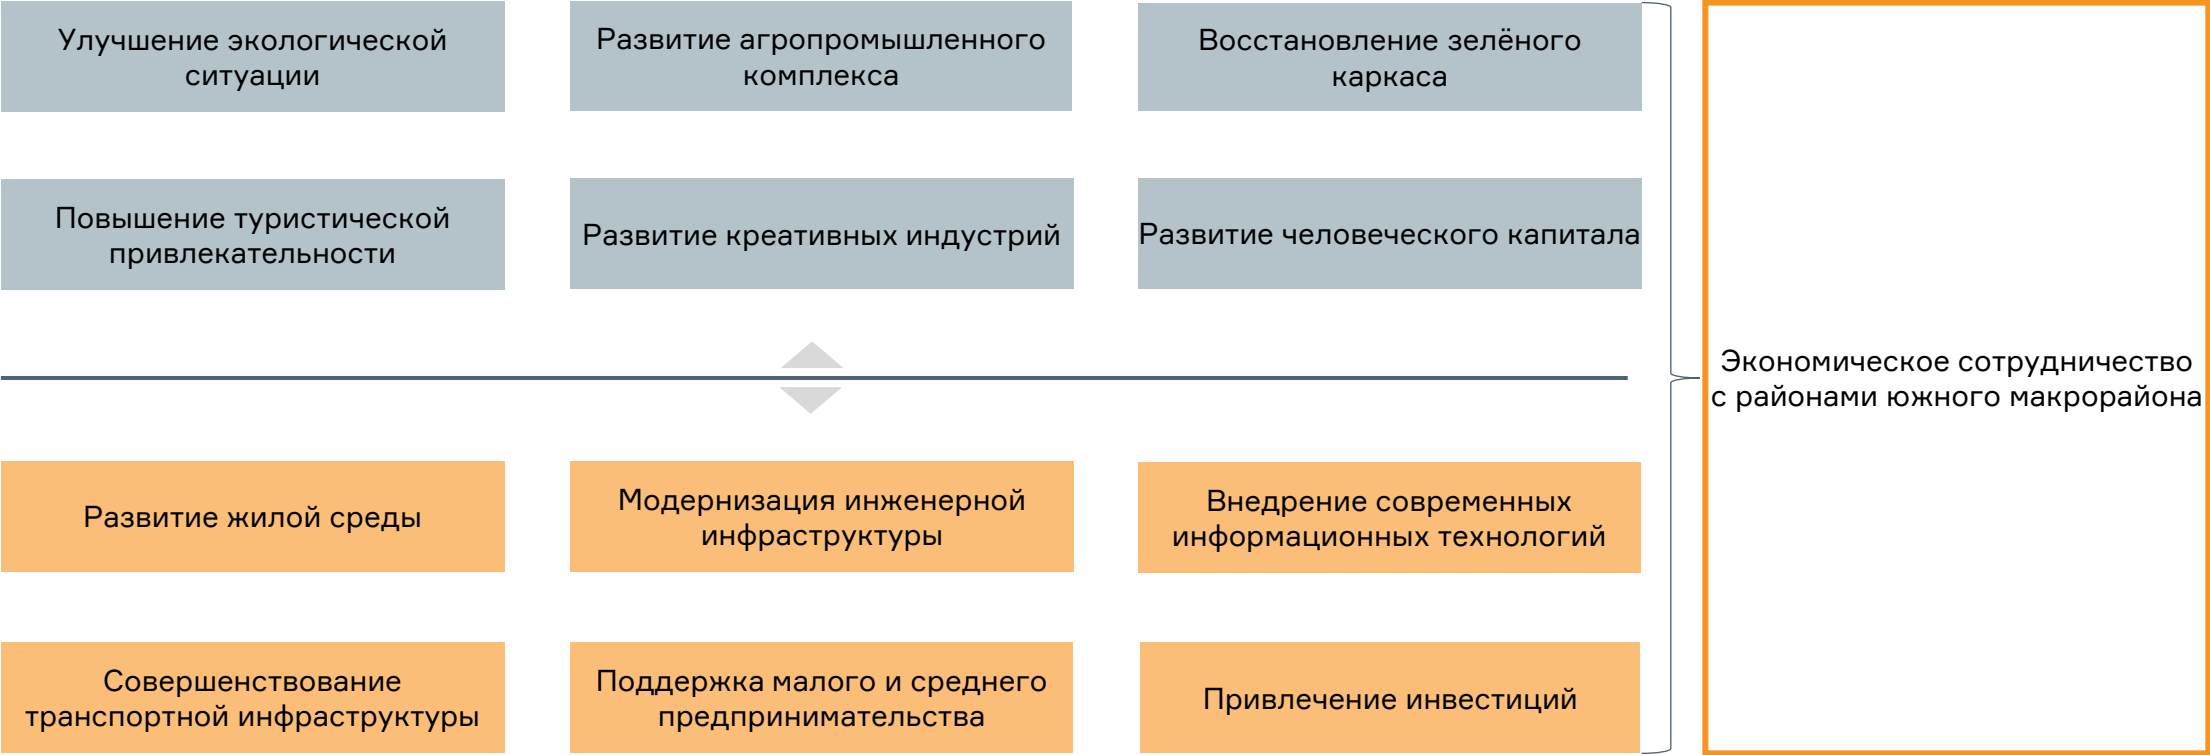 Улучшение экологической
ситуации
Развитие агропромышленного
комплекса
Восстановление зелёного
каркаса
Повышение туристической
привлекательности
Развитие креативных индустрий
Развитие человеческого капитала
Экономическое сотрудничество
с районами южного макрорайона
Развитие жилой среды
Модернизация инженерной
инфраструктуры
Внедрение современных
информационных технологий
Совершенствование
транспортной инфраструктуры
Поддержка малого и среднего
предпринимательства
Привлечение инвестиций